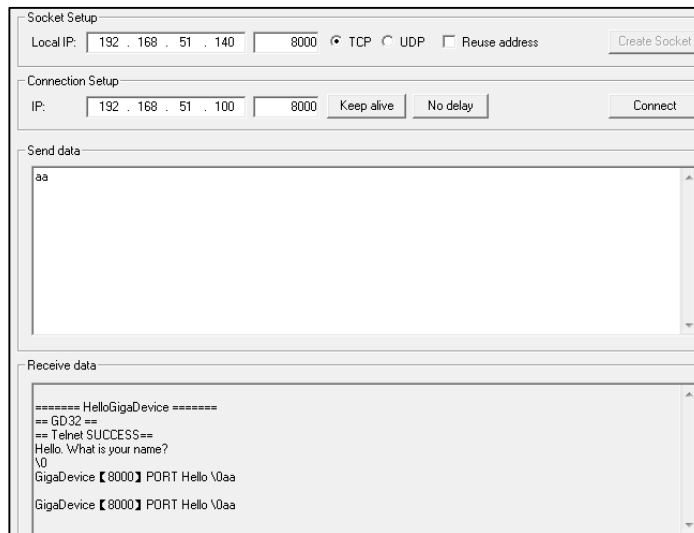 Socket Setup
Local IP: 192 . 168 . 51 . 140 8000 TCP UDP Reuse address Create Socket
Connection Setup
IP: 192 . 168 . 51 . 100 8000 Keep alive No delay Connect
Send data
aa
Receive data
======= HelloGigaDevice =======
== GD32 ==
== Telnet SUCCESS==
Hello. What is your name?
\0
GigaDevice【8000】PORT Hello \0aa
GigaDevice【8000】PORT Hello \0aa